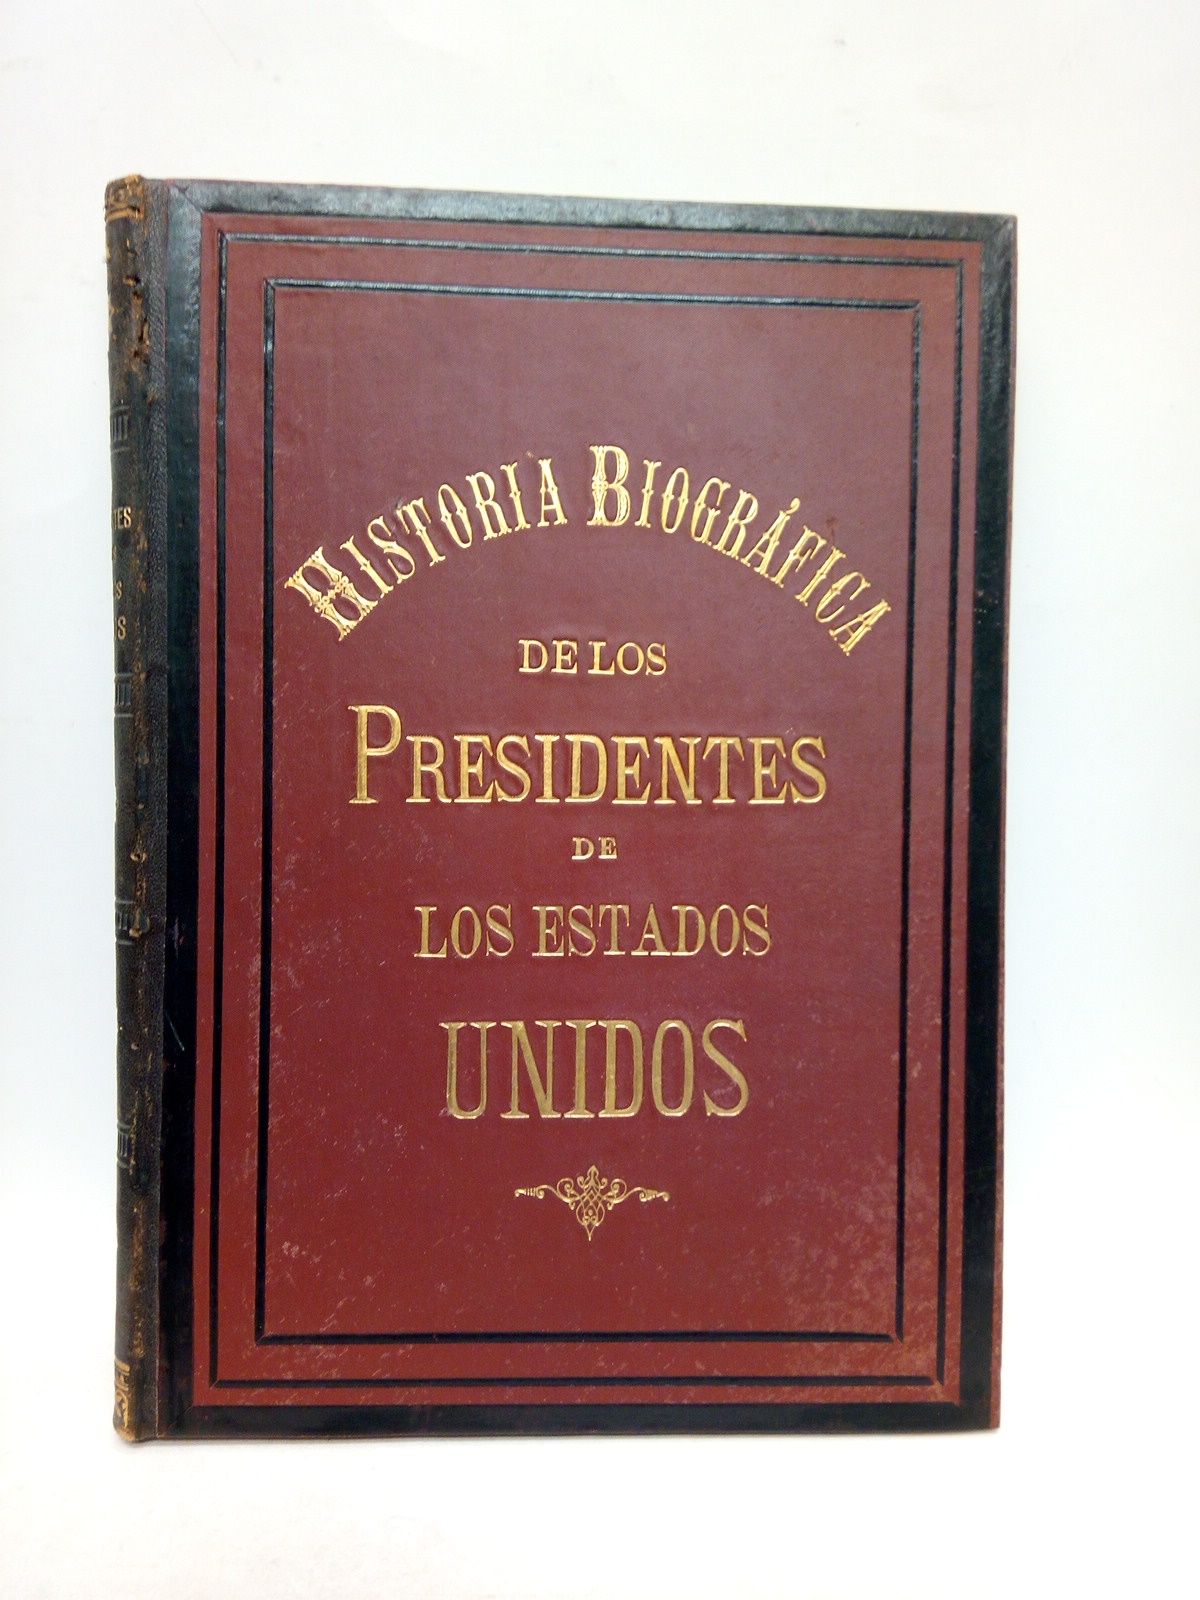 HISTORIA BIOGRÁFICA
DE LOS
PRESIDENTES
DE
LOS ESTADOS
UNIDOS